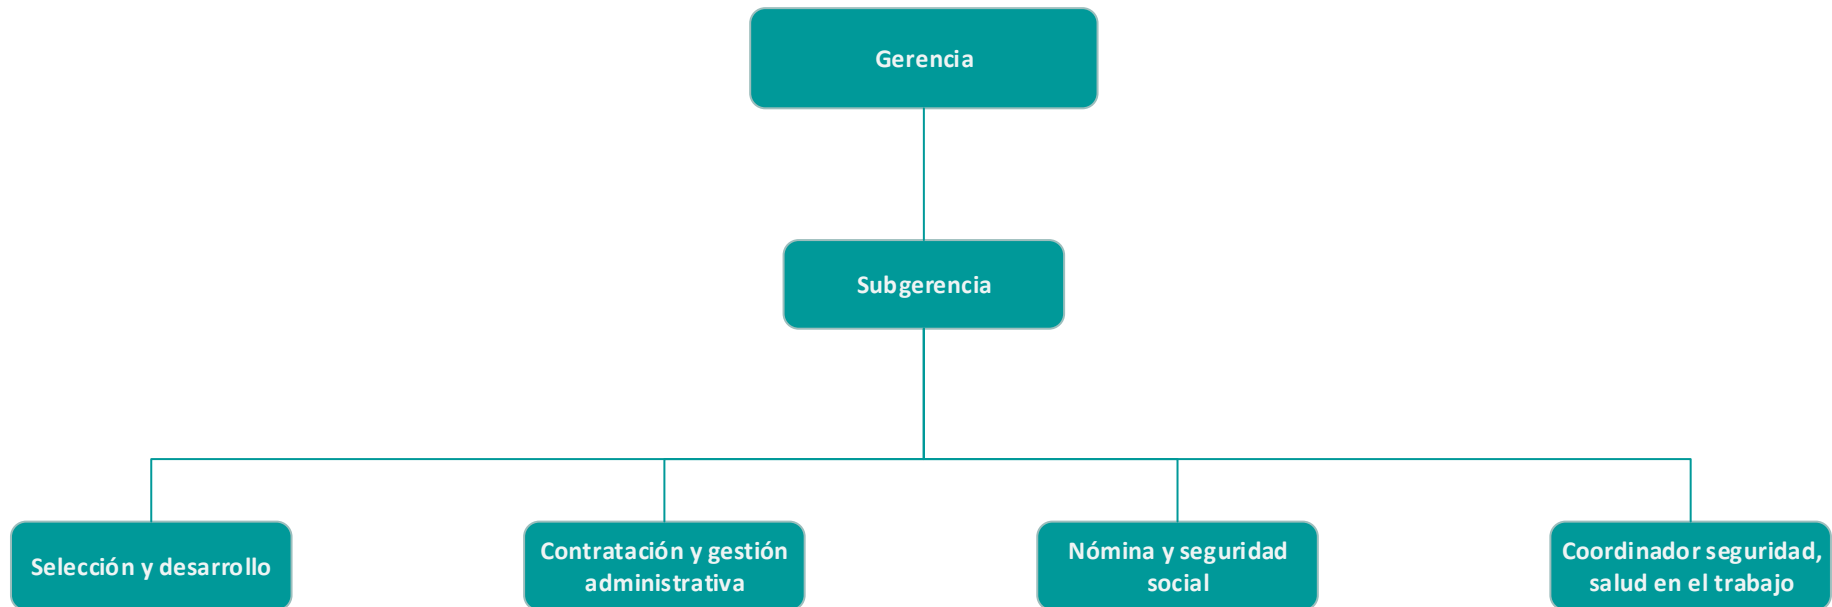 Gerencia
Subgerencia
Selección y desarrollo
Contratación y gestión
administrativa
Nómina y seguridad
social
Coordinador seguridad,
salud en el trabajo